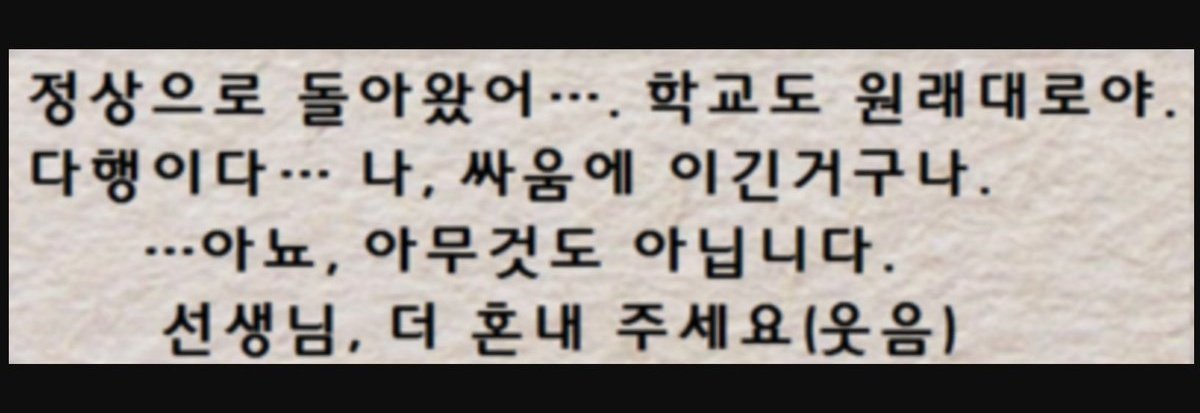 정상으로 돌아왔어…. 학교도 원래대로야.
다행이다… 나, 싸움에 이긴거구나.
…아뇨, 아무것도 아닙니다.
선생님, 더 혼내 주세요(웃음)